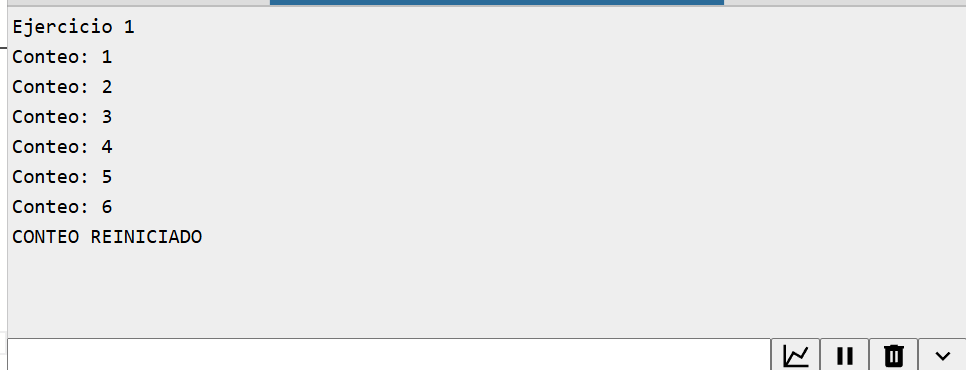 Ejercicio 1
Conteo: 1
Conteo: 2
Conteo: 3
Conteo: 4
Conteo: 5
Conteo: 6
CONTEO REINICIADO